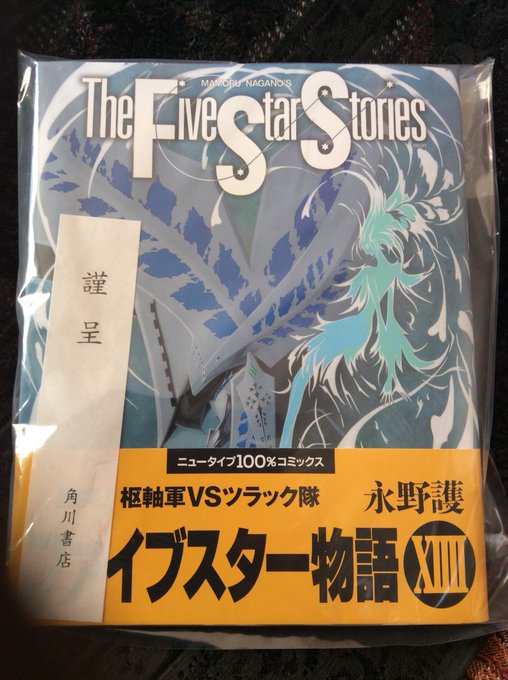 MAMORU NAGANO'S
The Five Star Stories
謹呈
角川書店
ニュータイプ100%コミックス
枢軸軍VSツラック隊
永野護
イブスター物語
XIIII